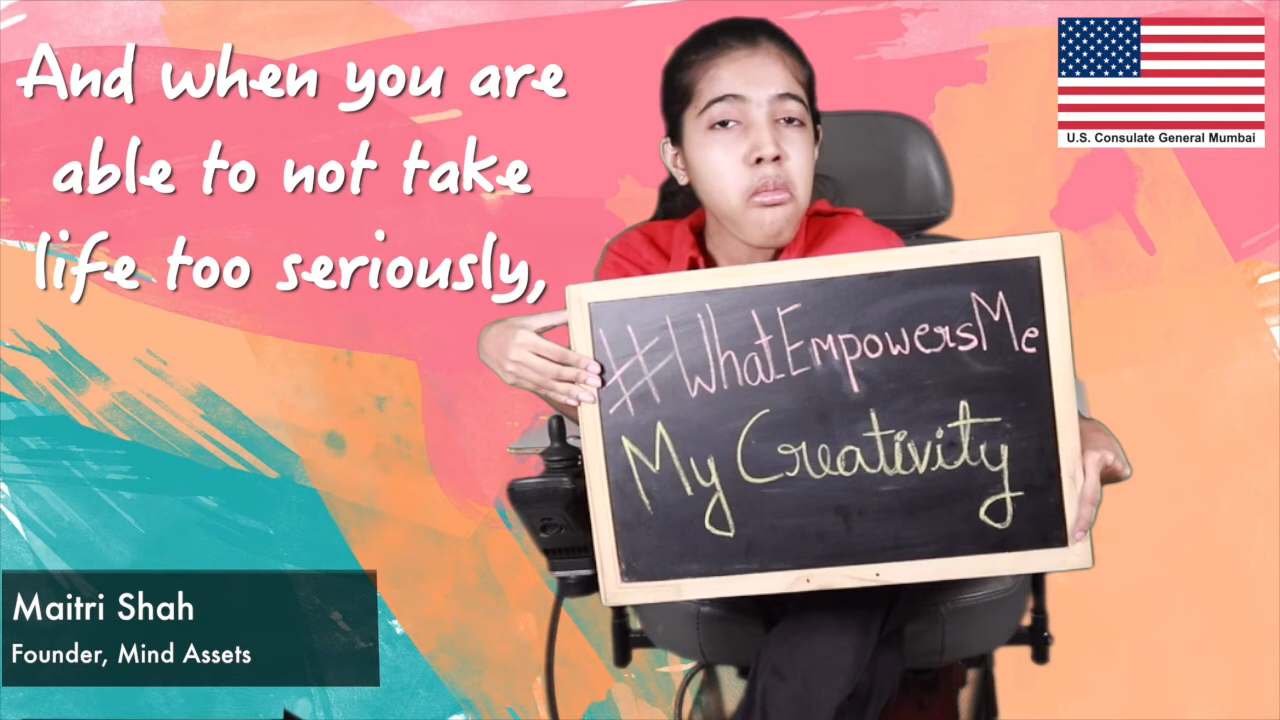 And when you are
able to not take
life too seriously,
U.S. Consulate General Mumbai
#WhatEmpowersMe
My Creativity
Maitri Shah
Founder, Mind Assets